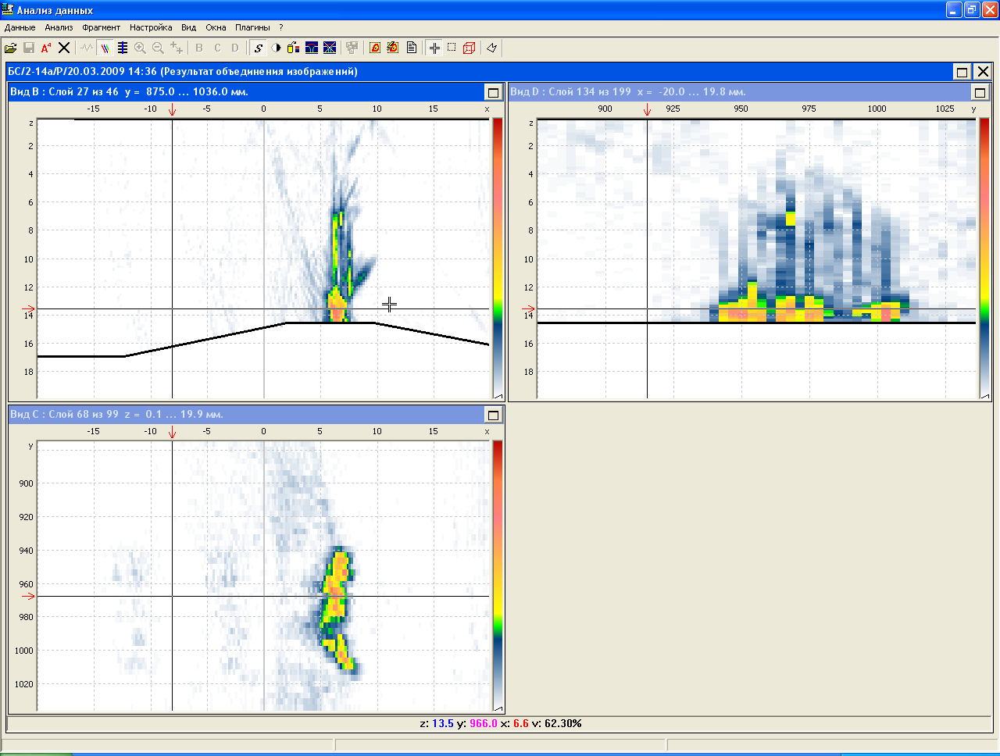 Анализ данных
Данные Анализ Фрагмент Настройка Вид Окна Плагины ?
A4 B C D S
БС/2-14а/Р/20.03.2009 14:36 (Результат объединения изображений)
Вид B : Слой 27 из 46 y = 875.0 ... 1036.0 мм.
-15 -10 -5 0 5 10 15 x
z
2
4
6
8
10
12
14
16
18
Вид D : Слой 134 из 199 x = -20.0 ... 19.8 мм.
900 925 950 975 1000 1025 y
z
2
4
6
8
10
12
14
16
18
Вид C : Слой 68 из 99 z = 0.1 ... 19.9 мм.
-15 -10 -5 0 5 10 15 x
y
900
920
940
960
980
1000
1020
z: 13.5 y: 966.0 x: 6.6 v: 62.30%